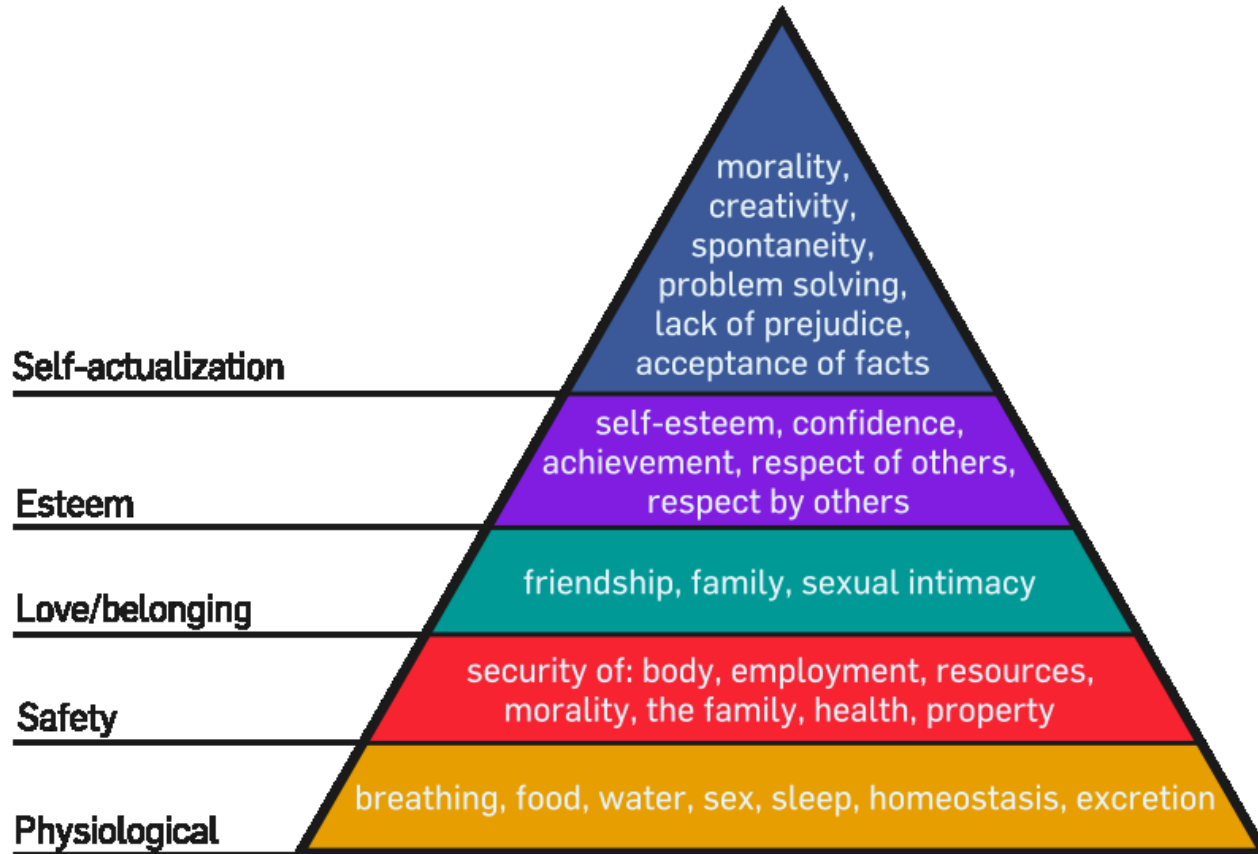 morality,
creativity,
spontaneity,
problem solving,
lack of prejudice,
acceptance of facts
Self-actualization
self-esteem, confidence,
achievement, respect of others,
respect by others
Esteem
friendship, family, sexual intimacy
Love/belonging
security of: body, employment, resources,
morality, the family, health, property
Safety
breathing, food, water, sex, sleep, homeostasis, excretion
Physiological